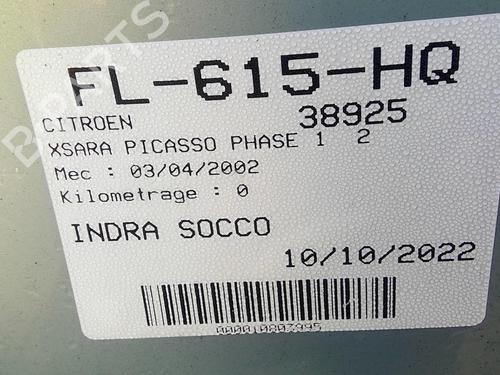 FL-615-HQ
CITROEN 38925
XSARA PICASSO PHASE 1 2
Mec : 03/04/2002
Kilometrage : 0
INDRA SOCCO
10/10/2022